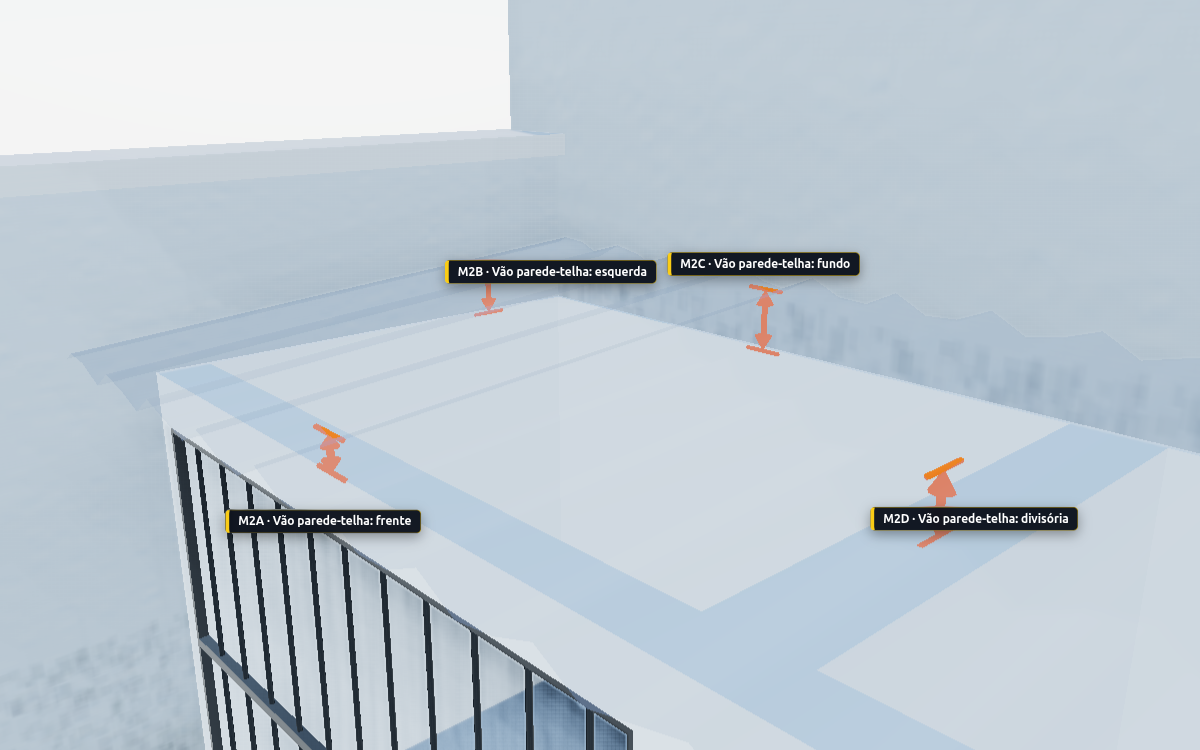 M2B · Vão parede-telha: esquerda
M2C · Vão parede-telha: fundo
M2A · Vão parede-telha: frente
M2D · Vão parede-telha: divisória